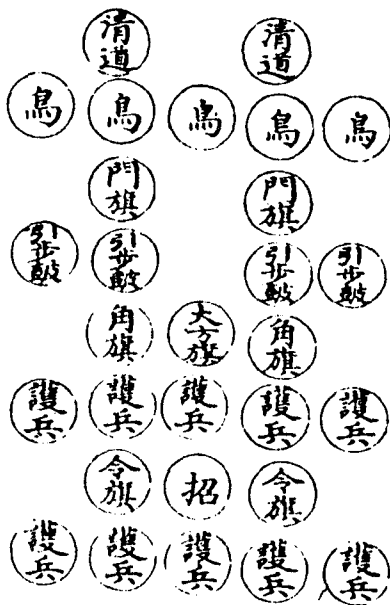 清道 清道
鳥 鳥 鳥 鳥 鳥
門旗 門旗
引步鼓 引步鼓 引步鼓 引步鼓
角旗 大方旗 角旗
護兵 護兵 護兵 護兵 護兵
令旗 招 令旗
護兵 護兵 護兵 護兵 護兵